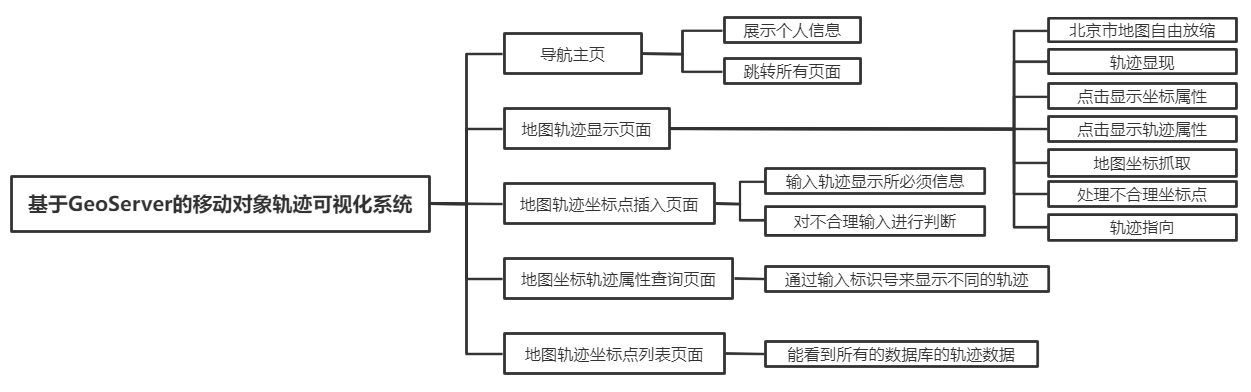 基于GeoServer的移动对象轨迹可视化系统
导航主页
展示个人信息
跳转所有页面
地图轨迹显示页面
北京市地图自由放缩
轨迹显现
点击显示坐标属性
点击显示轨迹属性
地图坐标抓取
处理不合理坐标点
轨迹指向
地图轨迹坐标点插入页面
输入轨迹显示所必须信息
对不合理输入进行判断
地图坐标轨迹属性查询页面
通过输入标识号来显示不同的轨迹
地图轨迹坐标点列表页面
能看到所有的数据库的轨迹数据